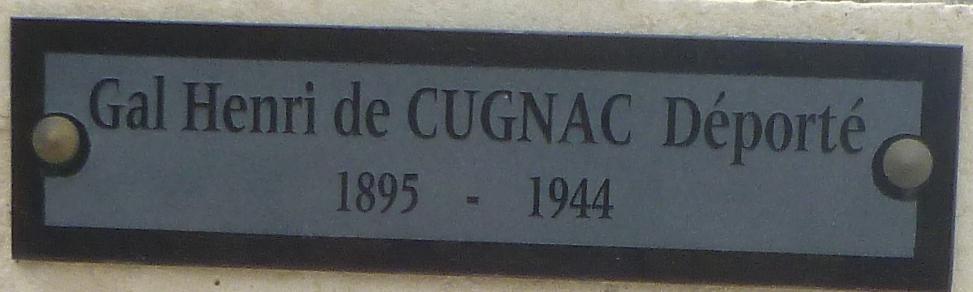 Gal Henri de CUGNAC Déporté
1895 - 1944